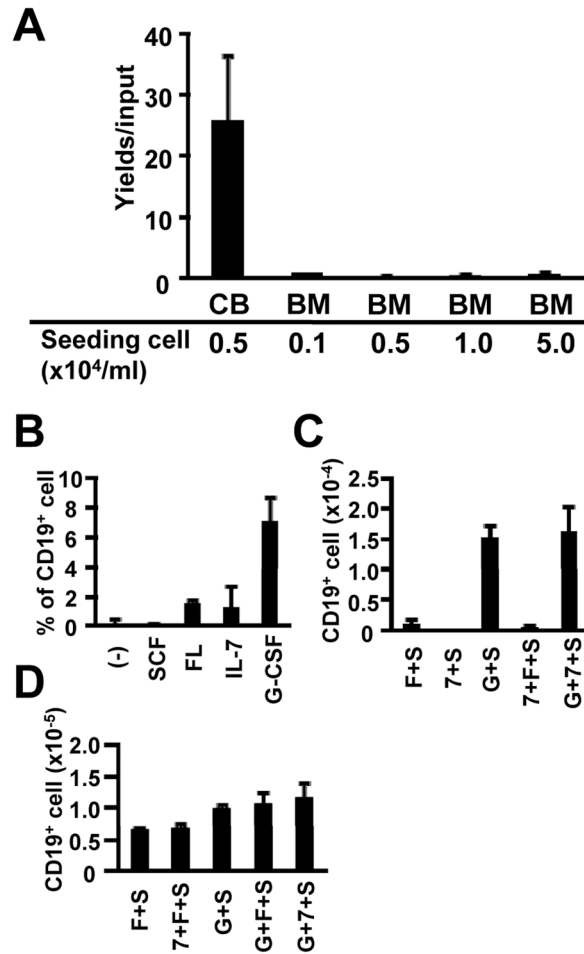 A
Yields/input
40
30
20
10
0
CB BM BM BM BM
Seeding cell 0.5 0.1 0.5 1.0 5.0
(x10⁴/ml)
B
% of CD19⁺ cell
10
8
6
4
2
0
(-) SCF FL IL-7 G-CSF
C
CD19⁺ cell (x10⁻⁴)
2.5
2.0
1.5
1.0
0.5
0
F+S 7+S G+S 7+F+S G+7+S
D
CD19⁺ cell (x10⁻⁵)
2.0
1.5
1.0
0.5
0
F+S 7+F+S G+S G+F+S G+7+S